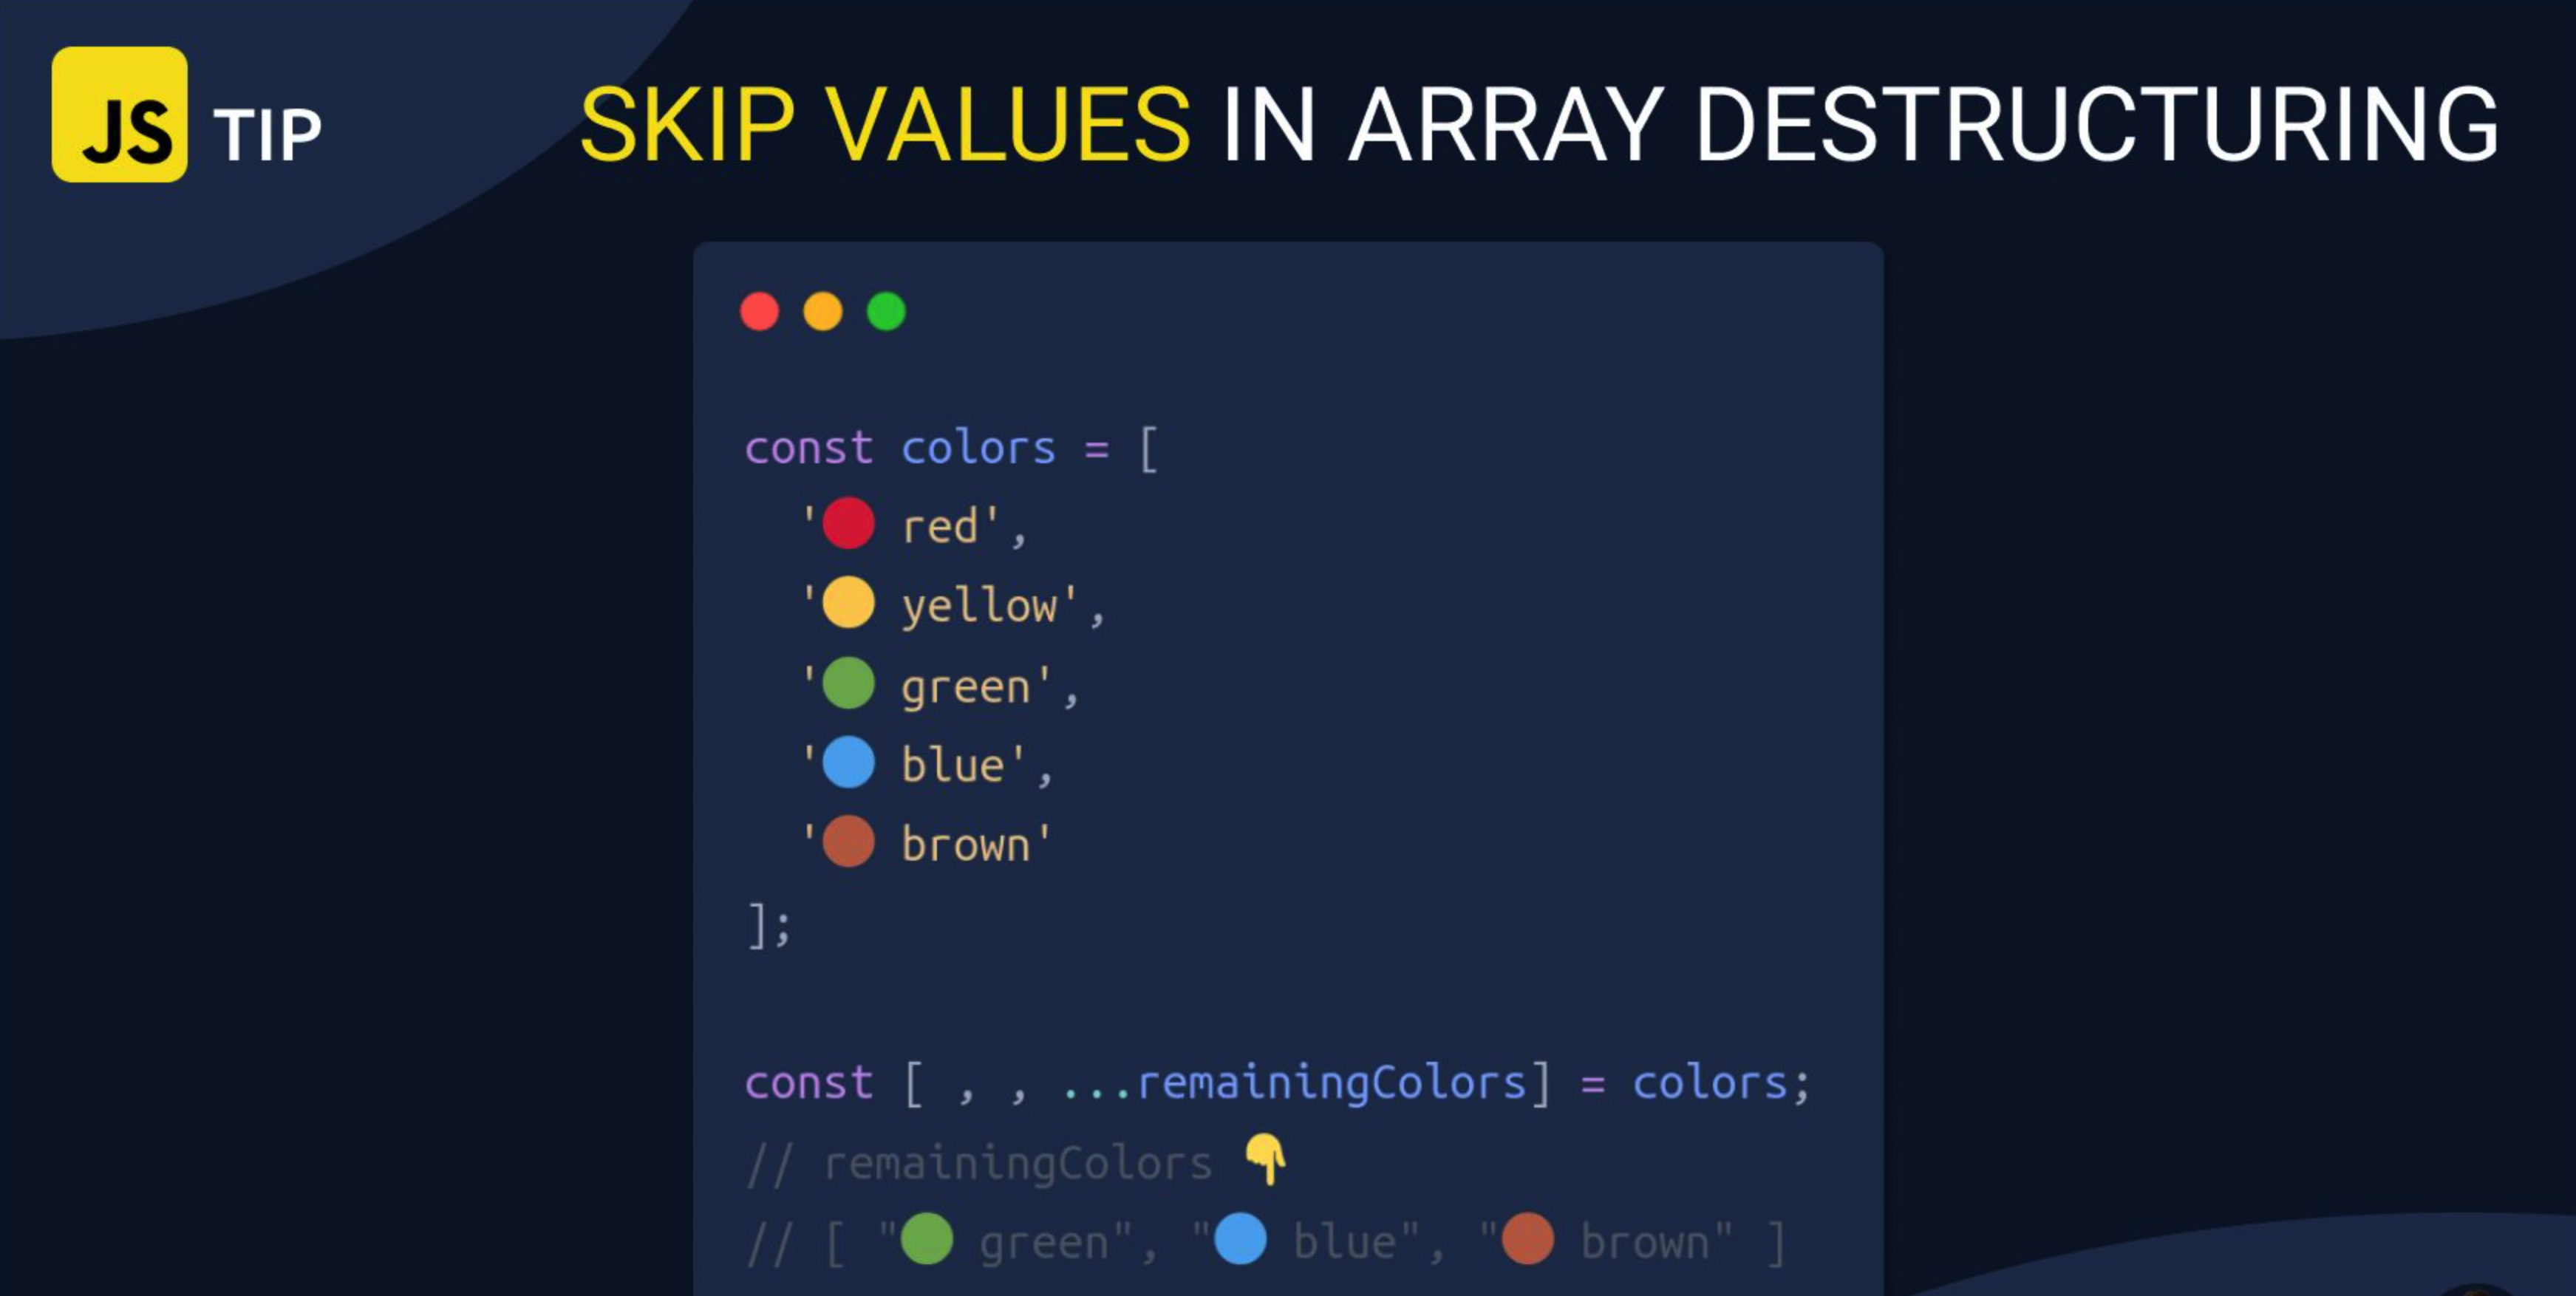 JS TIP
SKIP VALUES IN ARRAY DESTRUCTURING
const colors = [
'🔴 red',
'🟡 yellow',
'🟢 green',
'🔵 blue',
'🟤 brown'
];
const [ , , ...remainingColors] = colors;
// remainingColors 👇
// [ "🟢 green", "🔵 blue", "🟤 brown" ]